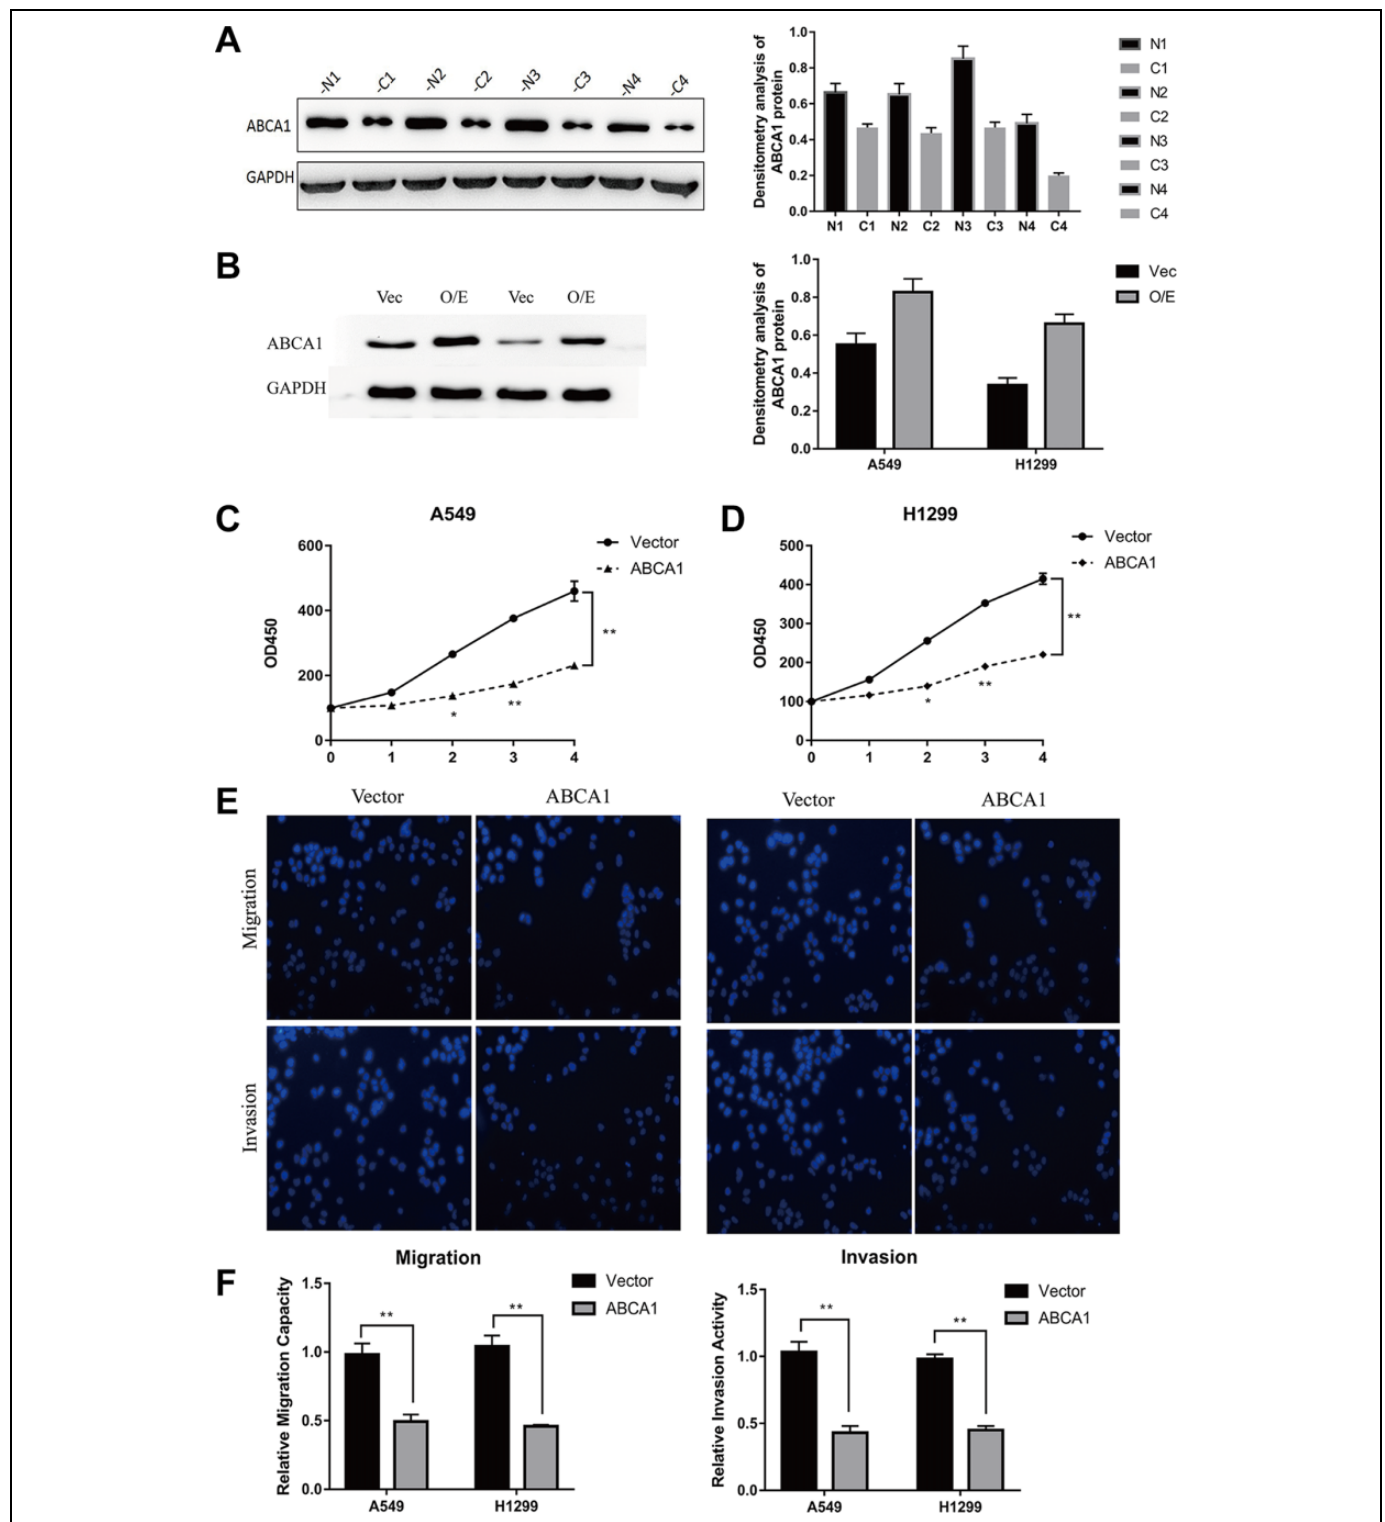 A
-N1 -C1 -N2 -C2 -N3 -C3 -N4 -C4
ABCA1
GAPDH
Densitometry analysis of
ABCA1 protein
1.0
0.8
0.6
0.4
0.2
0.0
N1 C1 N2 C2 N3 C3 N4 C4
N1
C1
N2
C2
N3
C3
N4
C4
B
Vec O/E Vec O/E
ABCA1
GAPDH
Densitometry analysis of
ABCA1 protein
1.0
0.8
0.6
0.4
0.2
0.0
A549 H1299
Vec
O/E
C
A549
OD450
600
400
200
0
0 1 2 3 4
Vector
ABCA1
*
**
**
D
H1299
OD450
500
400
300
200
100
0
0 1 2 3 4
Vector
ABCA1
*
**
**
E
Vector ABCA1 Vector ABCA1
Migration
Invasion
F
Migration
Relative Migration Capacity
1.5
1.0
0.5
0.0
A549 H1299
** **
Vector
ABCA1
Invasion
Relative Invasion Activity
1.5
1.0
0.5
0.0
A549 H1299
** **
Vector
ABCA1